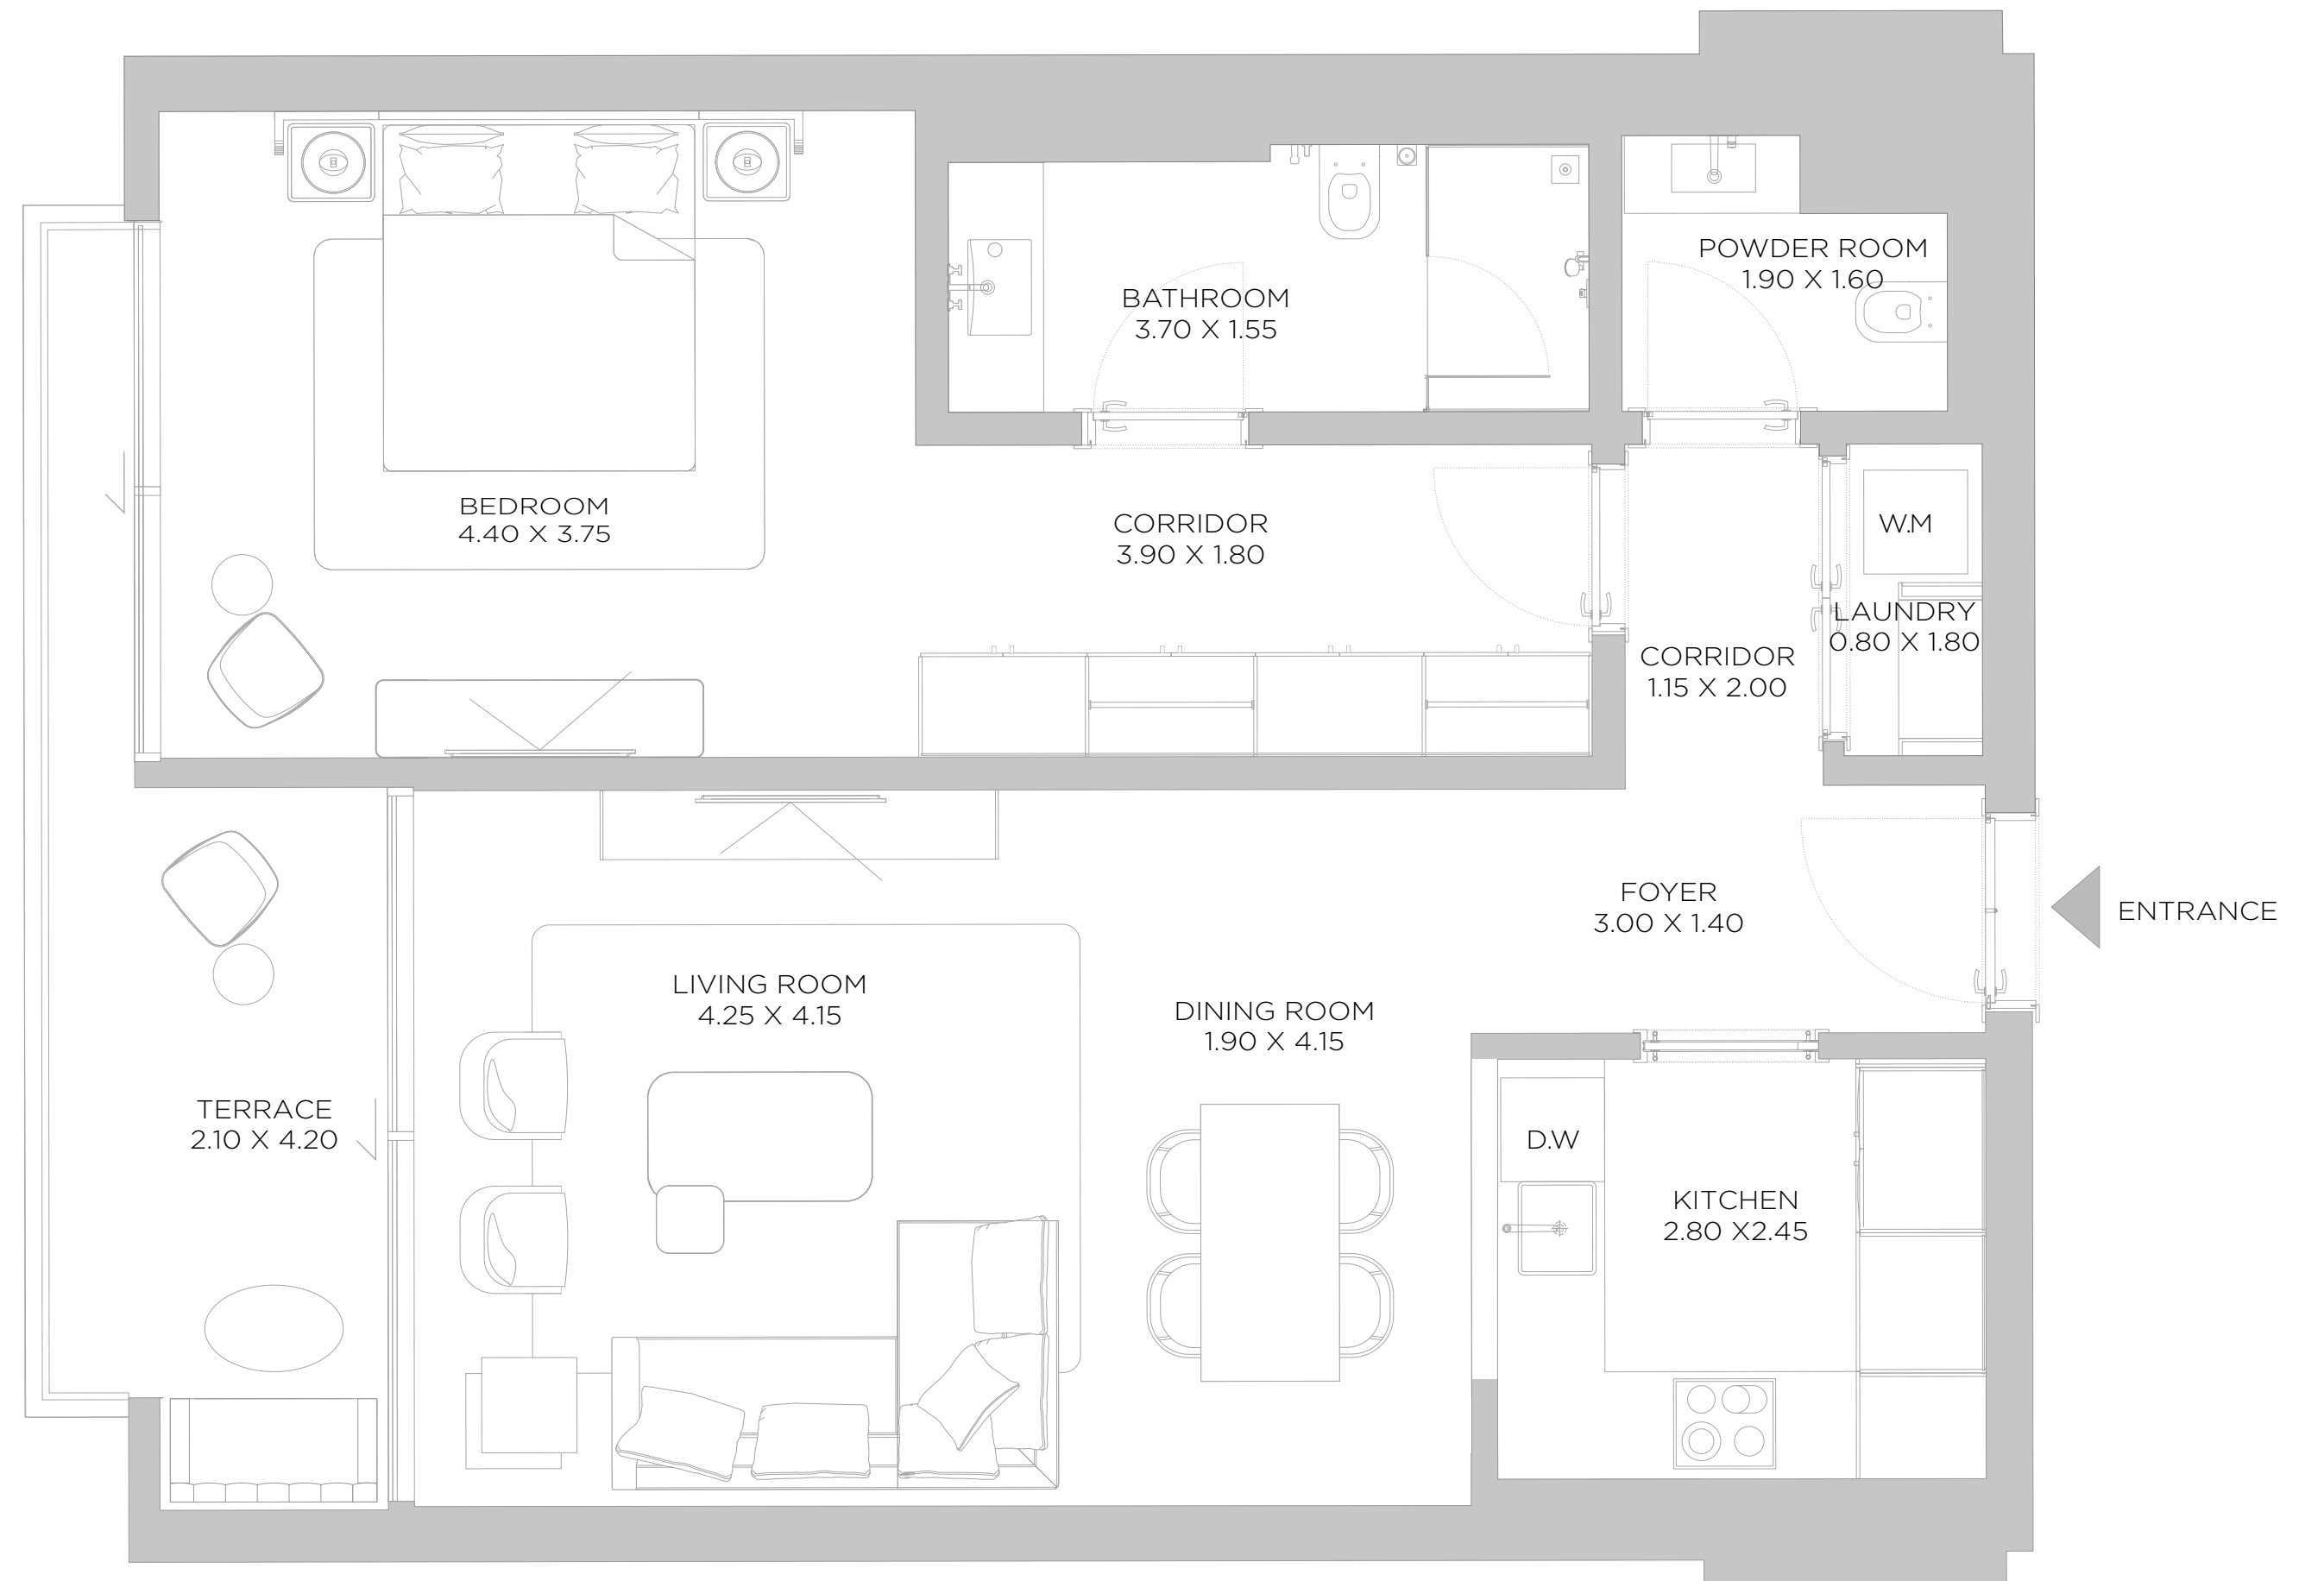 POWDER ROOM
1.90 X 1.60
BATHROOM
3.70 X 1.55
BEDROOM
4.40 X 3.75
CORRIDOR
3.90 X 1.80
W.M
LAUNDRY
0.80 X 1.80
CORRIDOR
1.15 X 2.00
FOYER
3.00 X 1.40
ENTRANCE
LIVING ROOM
4.25 X 4.15
DINING ROOM
1.90 X 4.15
TERRACE
2.10 X 4.20
D.W
KITCHEN
2.80 X2.45